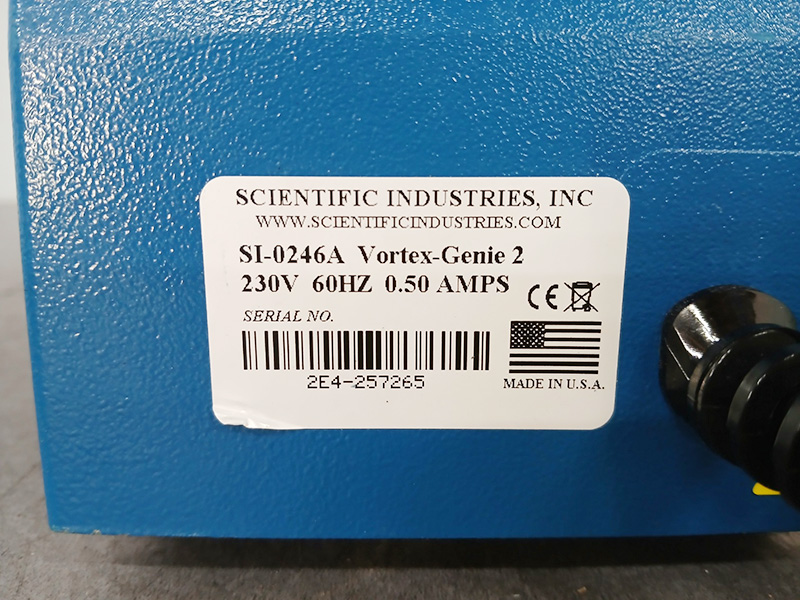 SCIENTIFIC INDUSTRIES, INC
WWW.SCIENTIFICINDUSTRIES.COM
SI-0246A Vortex-Genie 2
230V 60HZ 0.50 AMPS
CE
SERIAL NO.
2E4-257265
MADE IN U.S.A.